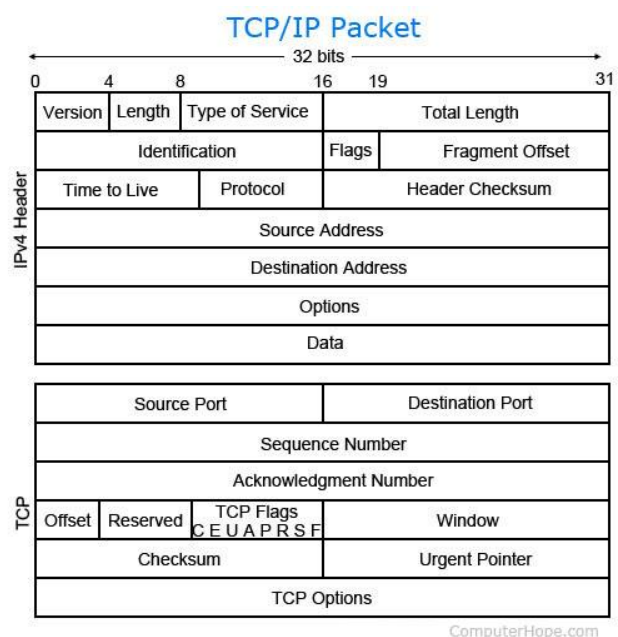 TCP/IP Packet
32 bits
0 4 8 16 19 31
Version Length Type of Service Total Length
Identification Flags Fragment Offset
Time to Live Protocol Header Checksum
Source Address
Destination Address
Options
Data
IPv4 Header
Source Port Destination Port
Sequence Number
Acknowledgment Number
Offset Reserved TCP Flags Window
C E U A P R S F
Checksum Urgent Pointer
TCP Options
TCP
ComputerHope.com